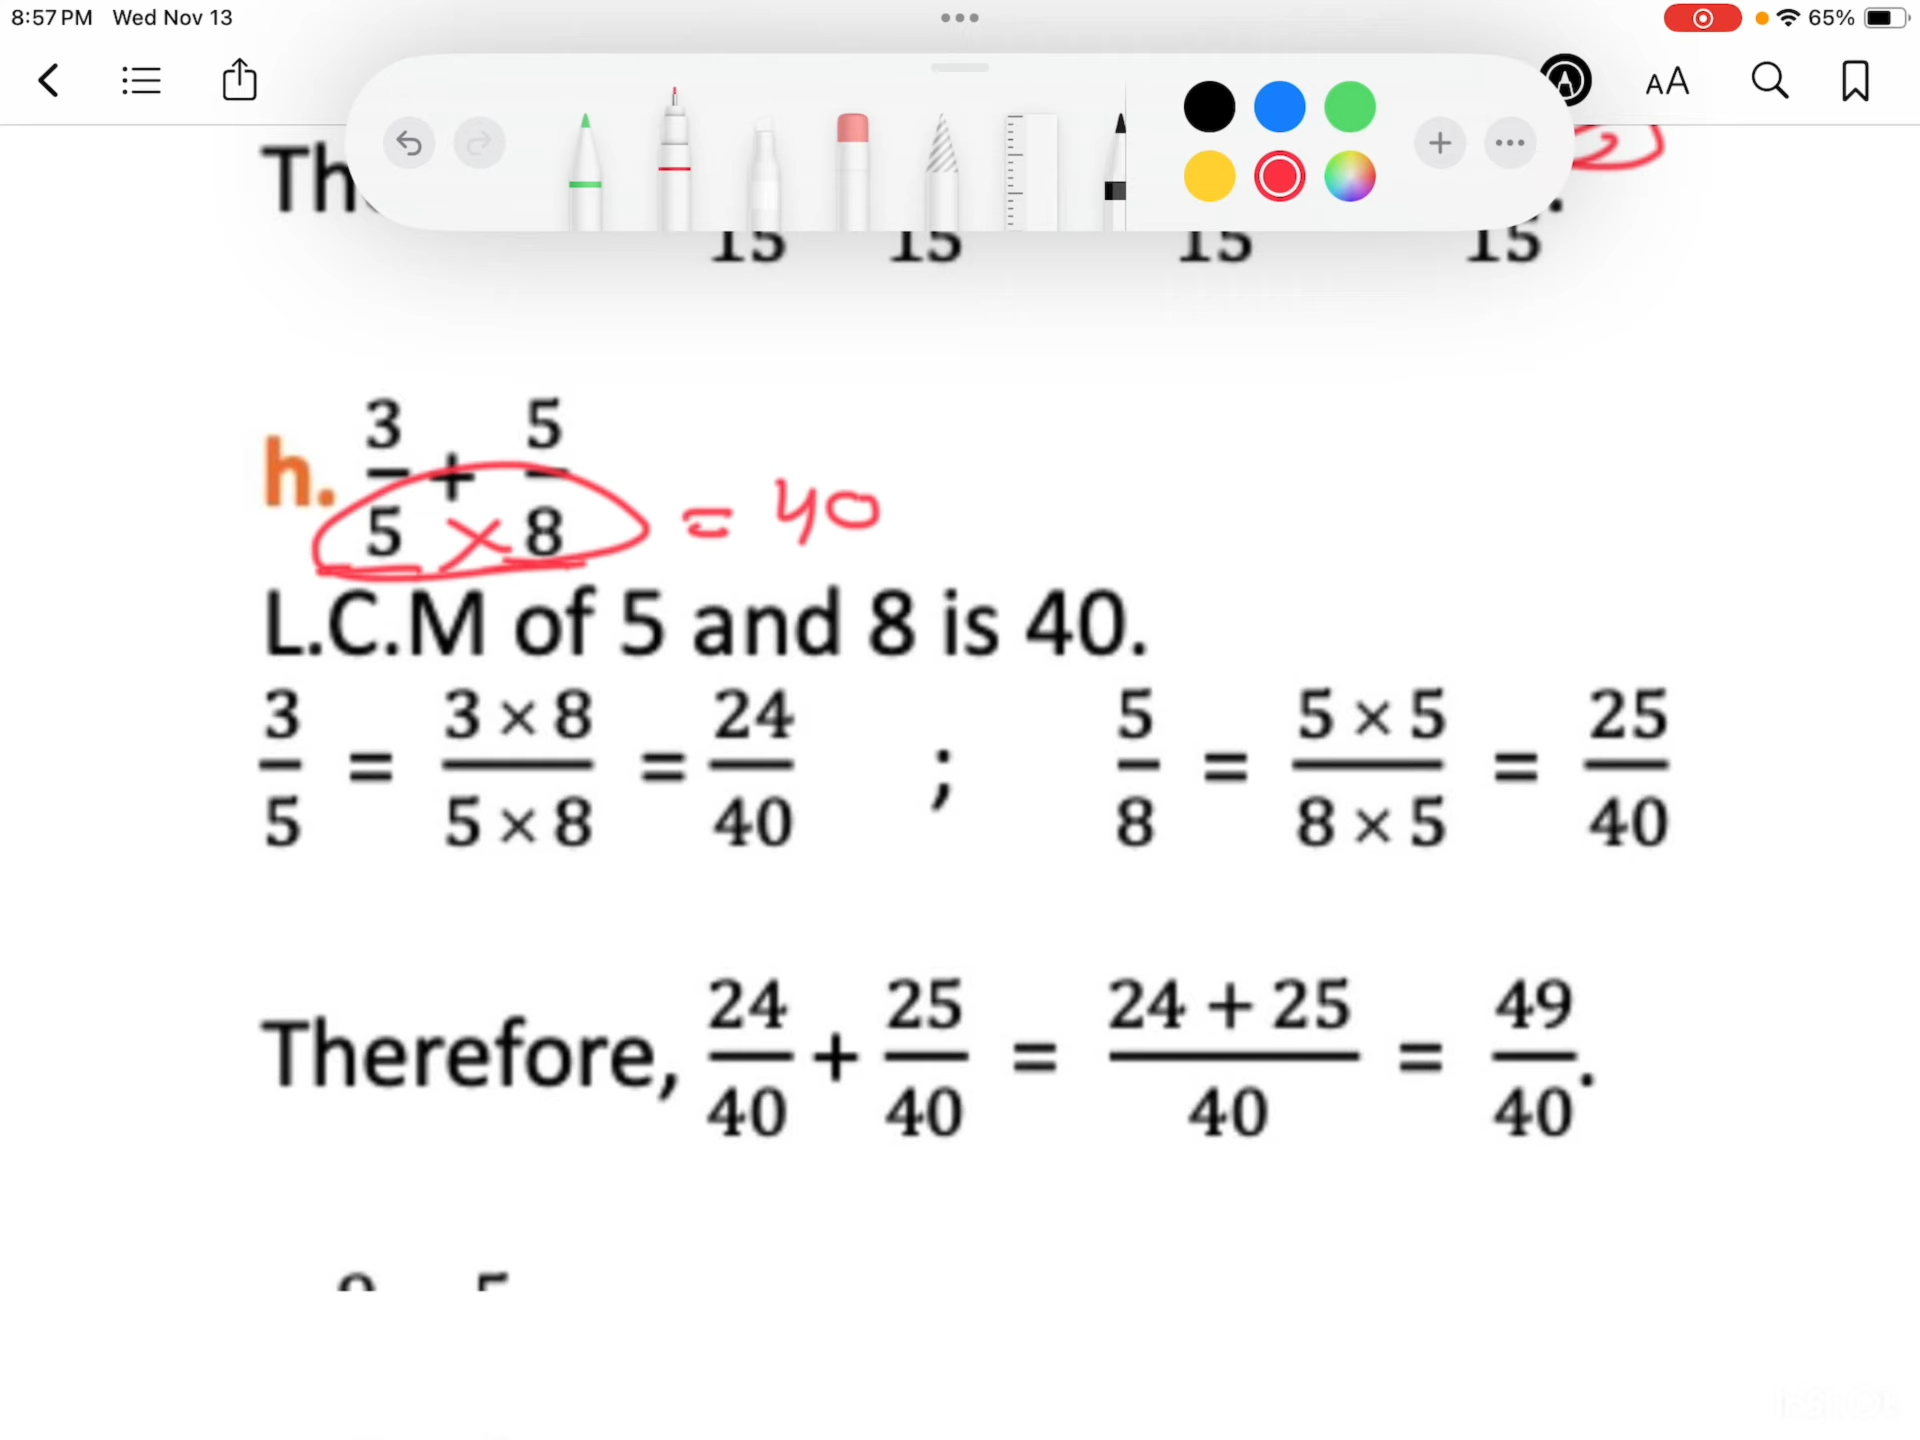 8:57 PM Wed Nov 13
65%
AA
Th
15 15 15 15
h. 3/5 + 5/8
× = 40
L.C.M of 5 and 8 is 40.
3/5 = 3 × 8/5 × 8 = 24/40 ; 5/8 = 5 × 5/8 × 5 = 25/40
Therefore, 24/40 + 25/40 = 24 + 25/40 = 49/40.